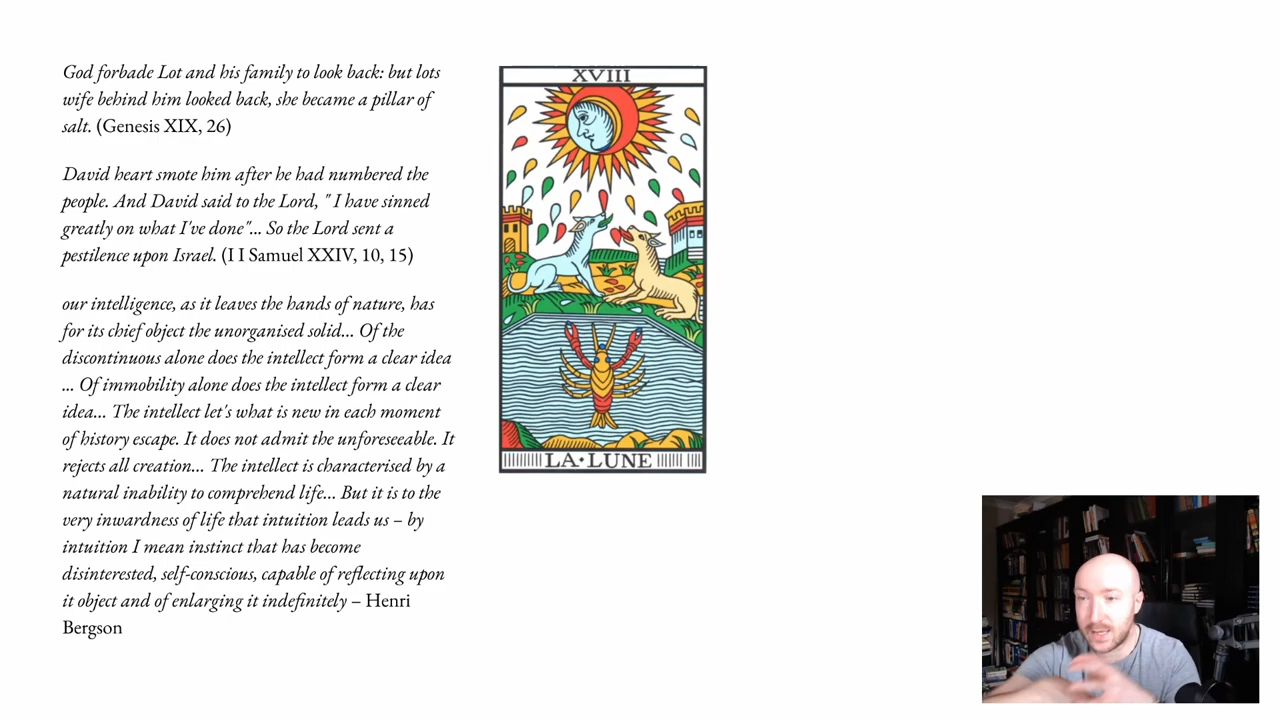 God forbade Lot and his family to look back: but lots
wife behind him looked back, she became a pillar of
salt. (Genesis XIX, 26)
David heart smote him after he had numbered the
people. And David said to the Lord, " I have sinned
greatly on what I've done"... So the Lord sent a
pestilence upon Israel. (I I Samuel XXIV, 10, 15)
our intelligence, as it leaves the hands of nature, has
for its chief object the unorganised solid... Of the
discontinuous alone does the intellect form a clear idea
... Of immobility alone does the intellect form a clear
idea... The intellect let's what is new in each moment
of history escape. It does not admit the unforeseeable. It
rejects all creation... The intellect is characterised by a
natural inability to comprehend life... But it is to the
very inwardness of life that intuition leads us – by
intuition I mean instinct that has become
disinterested, self-conscious, capable of reflecting upon
it object and of enlarging it indefinitely – Henri
Bergson
XVIII
LA•LUNE